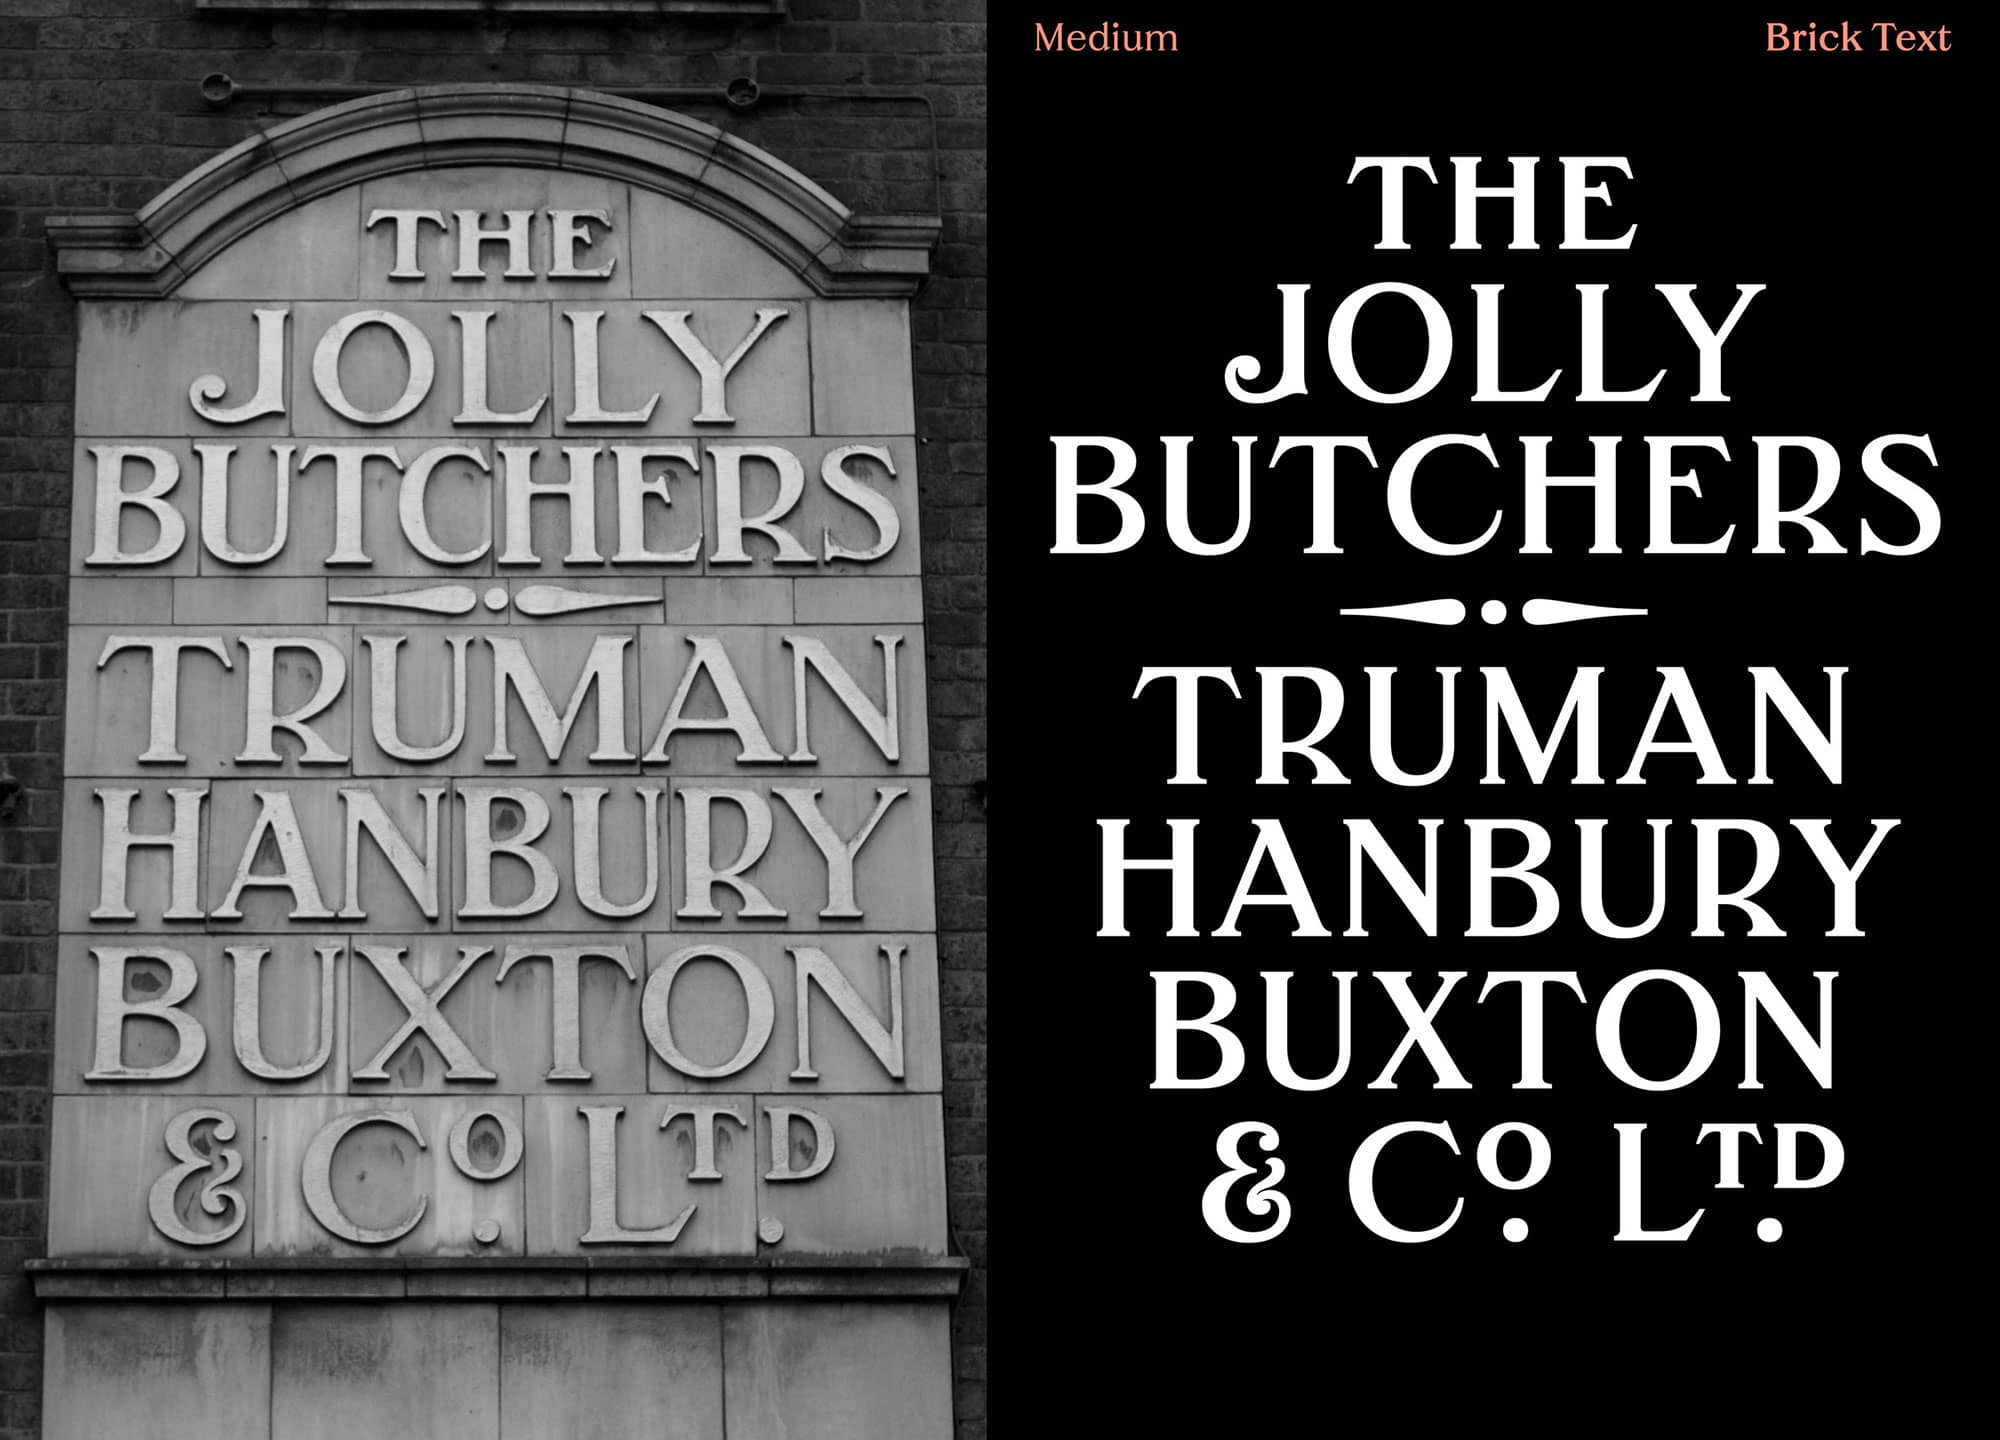 THE
JOLLY
BUTCHERS
TRUMAN
HANBURY
BUXTON
& Co. LTD.
Medium
Brick Text
THE
JOLLY
BUTCHERS
TRUMAN
HANBURY
BUXTON
& Co. LTD.